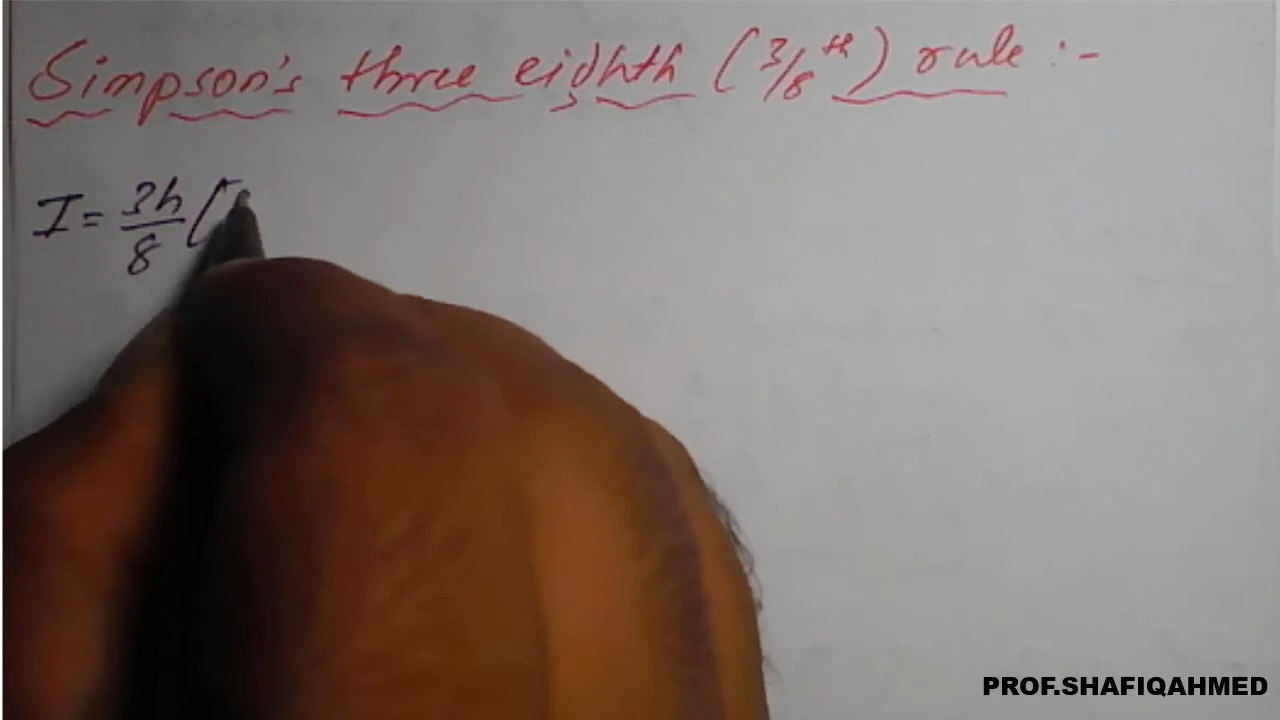 Simpson's three eighth (3/8th) rule :-
I = 3h/8 (
PROF.SHAFIQAHMED